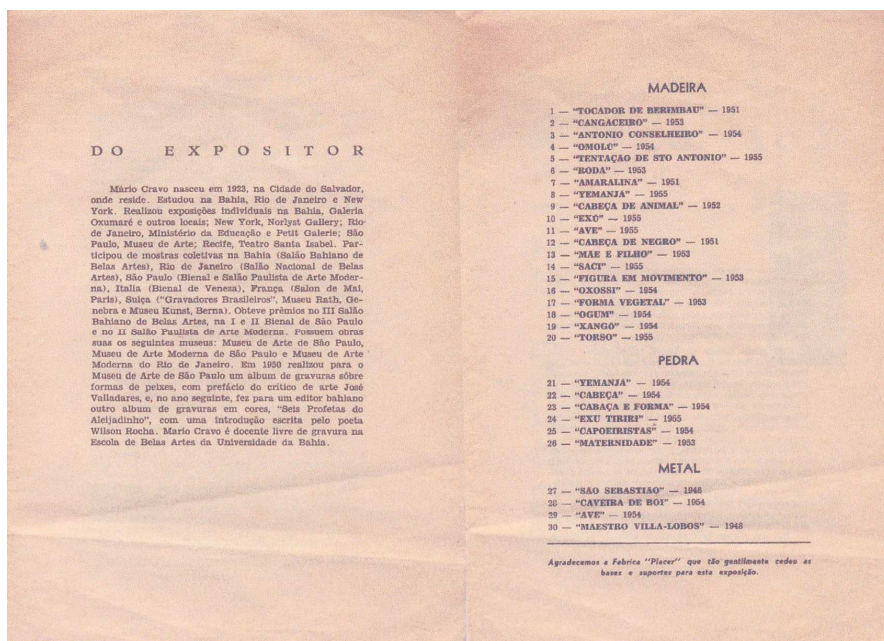 DO EXPOSITOR
Mário Cravo nasceu em 1923, na Cidade do Salvador,
onde reside. Estudou na Bahia, Rio de Janeiro e New
York. Realizou exposições individuais na Bahia, Galeria
Oxumaré e outros locais; New York, Norlyst Gallery; Rio
de Janeiro, Ministério da Educação e Petit Galerie; São
Paulo, Museu de Arte; Recife, Teatro Santa Isabel. Par-
ticipou de mostras coletivas na Bahia (Salão Bahiano de
Belas Artes), Rio de Janeiro (Salão Nacional de Belas
Artes), São Paulo (Bienal e Salão Paulista de Arte Moder-
na), Italia (Bienal de Veneza), França (Salon de Mai,
Paris), Suiça ("Gravadores Brasileiros", Museu Rath, Ge-
nebra e Museu Kunst, Berna). Obteve prêmios no III Salão
Bahiano de Belas Artes, na I e II Bienal de São Paulo
e no II Salão Paulista de Arte Moderna. Possuem obras
suas os seguintes museus: Museu de Arte de São Paulo,
Museu de Arte Moderna de São Paulo e Museu de Arte
Moderna do Rio de Janeiro. Em 1950 realizou para o
Museu de Arte de São Paulo um album de gravuras sôbre
formas de peixes, com prefácio do crítico de arte José
Valladares, e, no ano seguinte, fez para um editor bahiano
outro album de gravuras em cores, "Seis Profetas do
Aleijadinho", com uma introdução escrita pelo poeta
Wilson Rocha. Mario Cravo é docente livre de gravura na
Escola de Belas Artes da Universidade da Bahia.
MADEIRA
1 — "TOCADOR DE BERIMBAU" — 1951
2 — "CANGACEIRO" — 1953
3 — "ANTONIO CONSELHEIRO" — 1954
4 — "OMOLÚ" — 1954
5 — "TENTAÇÃO DE STO ANTONIO" — 1955
6 — "RODA" — 1953
7 — "AMARALINA" — 1951
8 — "YEMANJÁ" — 1955
9 — "CABEÇA DE ANIMAL" — 1952
10 — "EXÚ" — 1955
11 — "AVE" — 1955
12 — "CABEÇA DE NEGRO" — 1951
13 — "MÃE E FILHO" — 1953
14 — "SACI" — 1955
15 — "FIGURA EM MOVIMENTO" — 1953
16 — "OXOSSI" — 1954
17 — "FORMA VEGETAL" — 1953
18 — "OGUM" — 1954
19 — "XANGÓ" — 1954
20 — "TORSO" — 1955
PEDRA
21 — "YEMANJÁ" — 1954
22 — "CABEÇA" — 1954
23 — "CABAÇA E FORMA" — 1954
24 — "EXÚ TIRIRI" — 1955
25 — "CAPOEIRISTAS" — 1954
26 — "MATERNIDADE" — 1953
METAL
27 — "SÃO SEBASTIÃO" — 1948
28 — "CAVEIRA DE BOI" — 1954
29 — "AVE" — 1954
30 — "MAESTRO VILLA-LOBOS" — 1948
Agradecemos a Fabrica "Placer" que tão gentilmente cedeu as
bases e suportes para esta exposição.